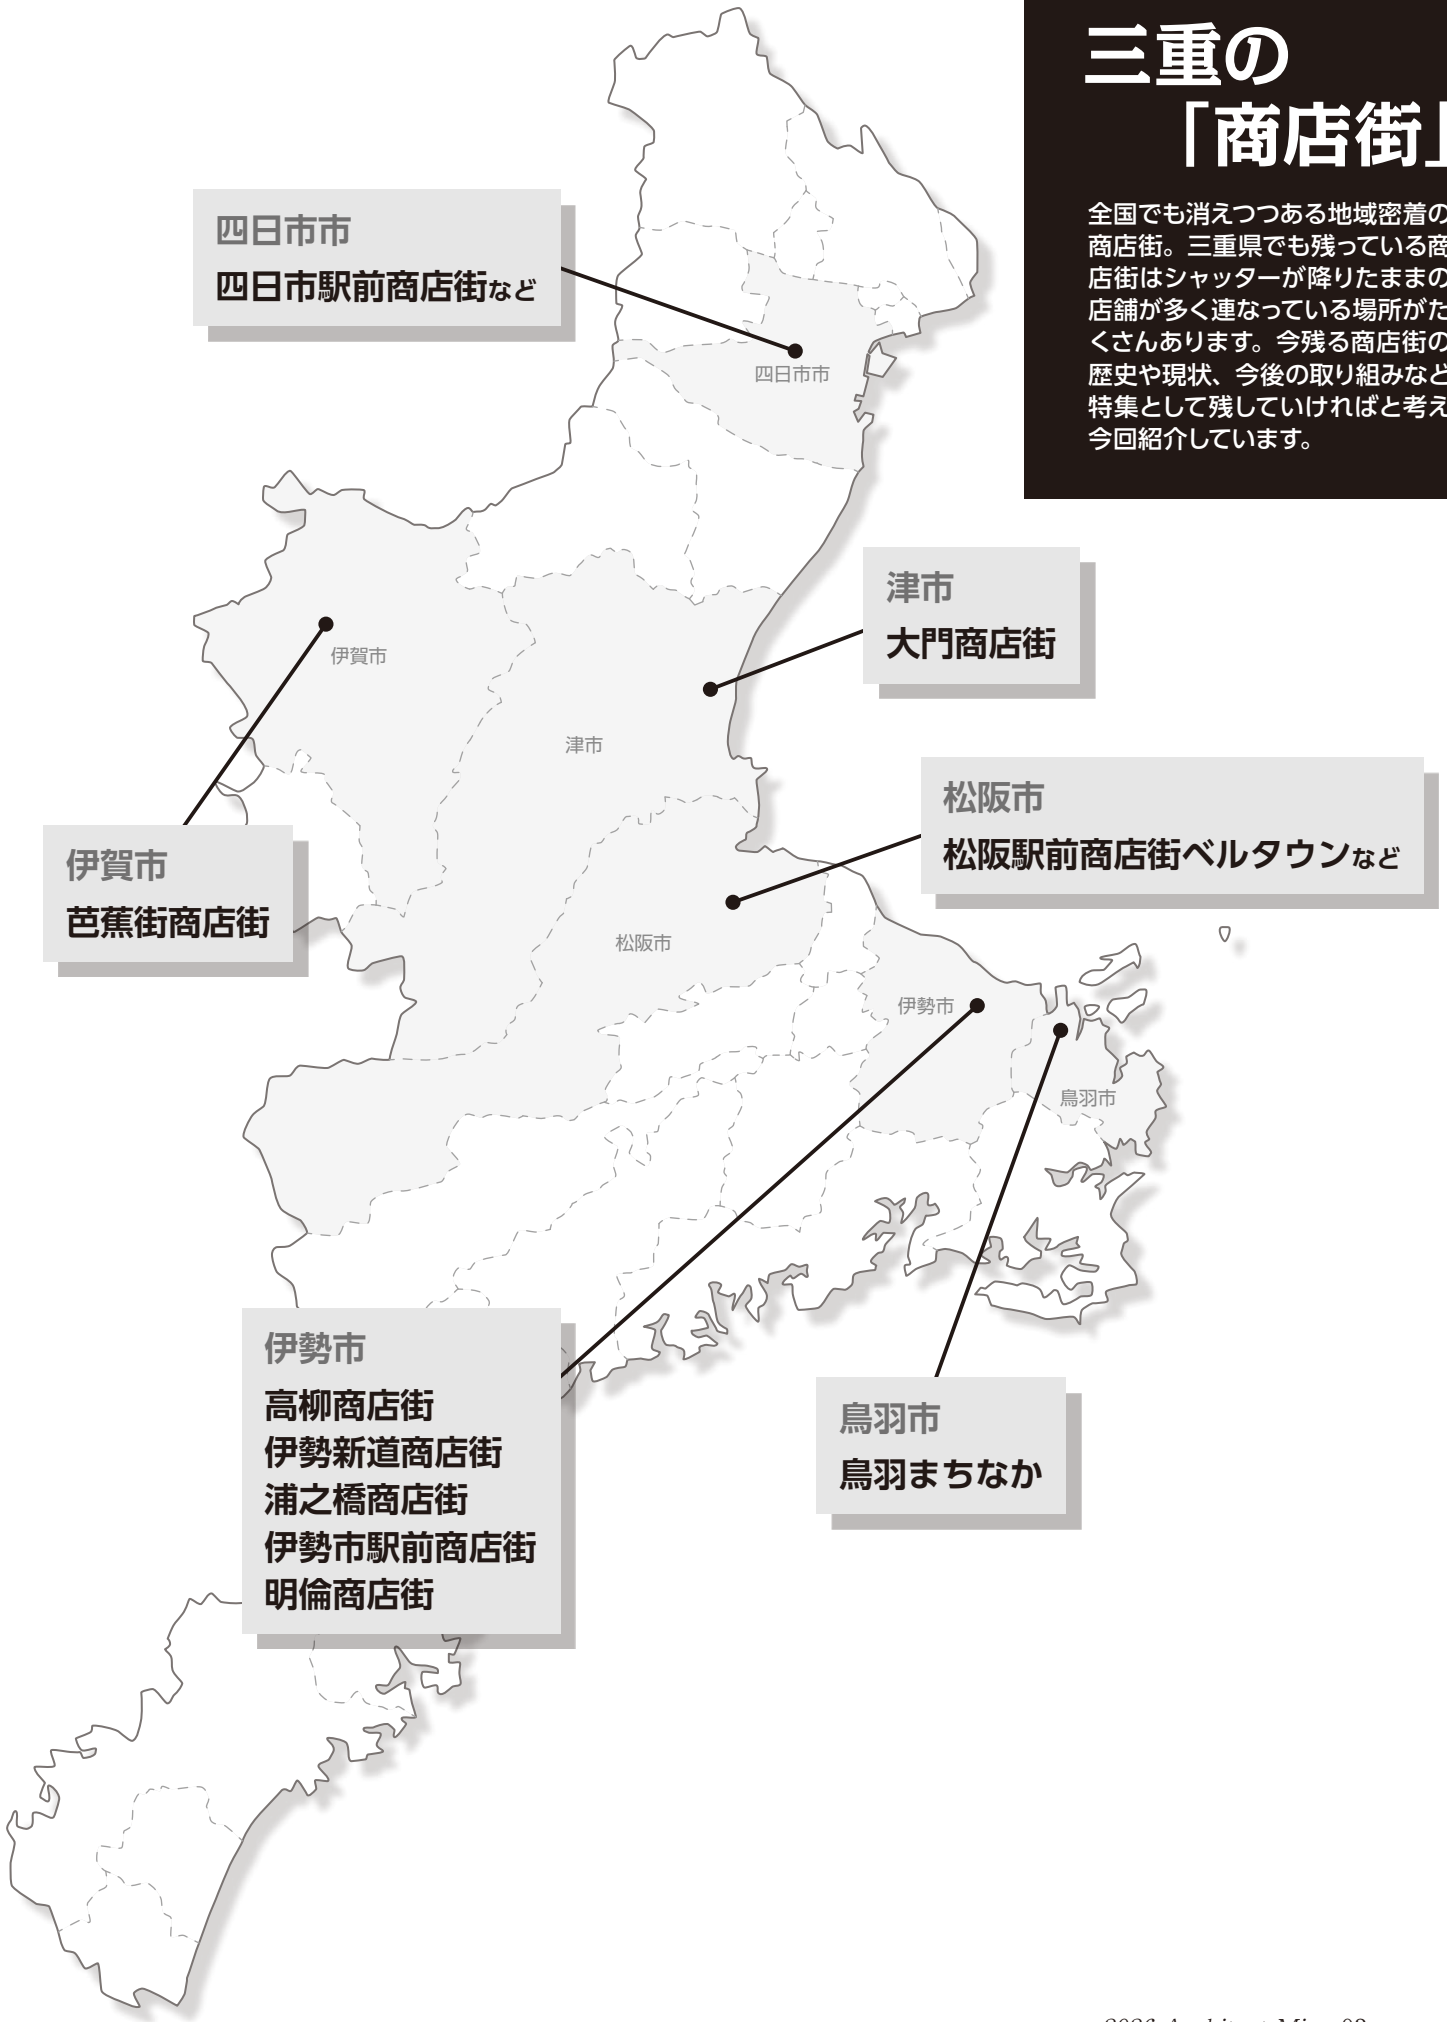 三重の
「商店街」
全国でも消えつつある地域密着の
商店街。三重県でも残っている商
店街はシャッターが降りたままの
店舗が多く連なっている場所がた
くさんあります。今残る商店街の
歴史や現状、今後の取り組みなど
特集として残していければと考え
今回紹介しています。
四日市市
四日市駅前商店街など
四日市市
津市
大門商店街
伊賀市
津市
松阪市
松阪駅前商店街ベルタウンなど
伊賀市
芭蕉街商店街
松阪市
伊勢市
鳥羽市
伊勢市
高柳商店街
伊勢新道商店街
浦之橋商店街
伊勢市駅前商店街
明倫商店街
鳥羽市
鳥羽まちなか